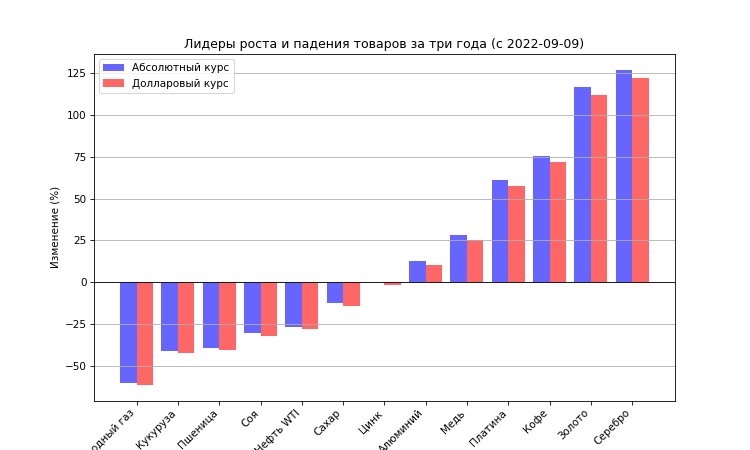 Лидеры роста и падения товаров за три года (с 2022-09-09)
Абсолютный курс
Долларовый курс
Изменение (%)
125
100
75
50
25
0
−25
−50
одный газ
Кукуруза
Пшеница
Соя
Нефть WTI
Сахар
Цинк
Алюминий
Медь
Платина
Кофе
Золото
Серебро